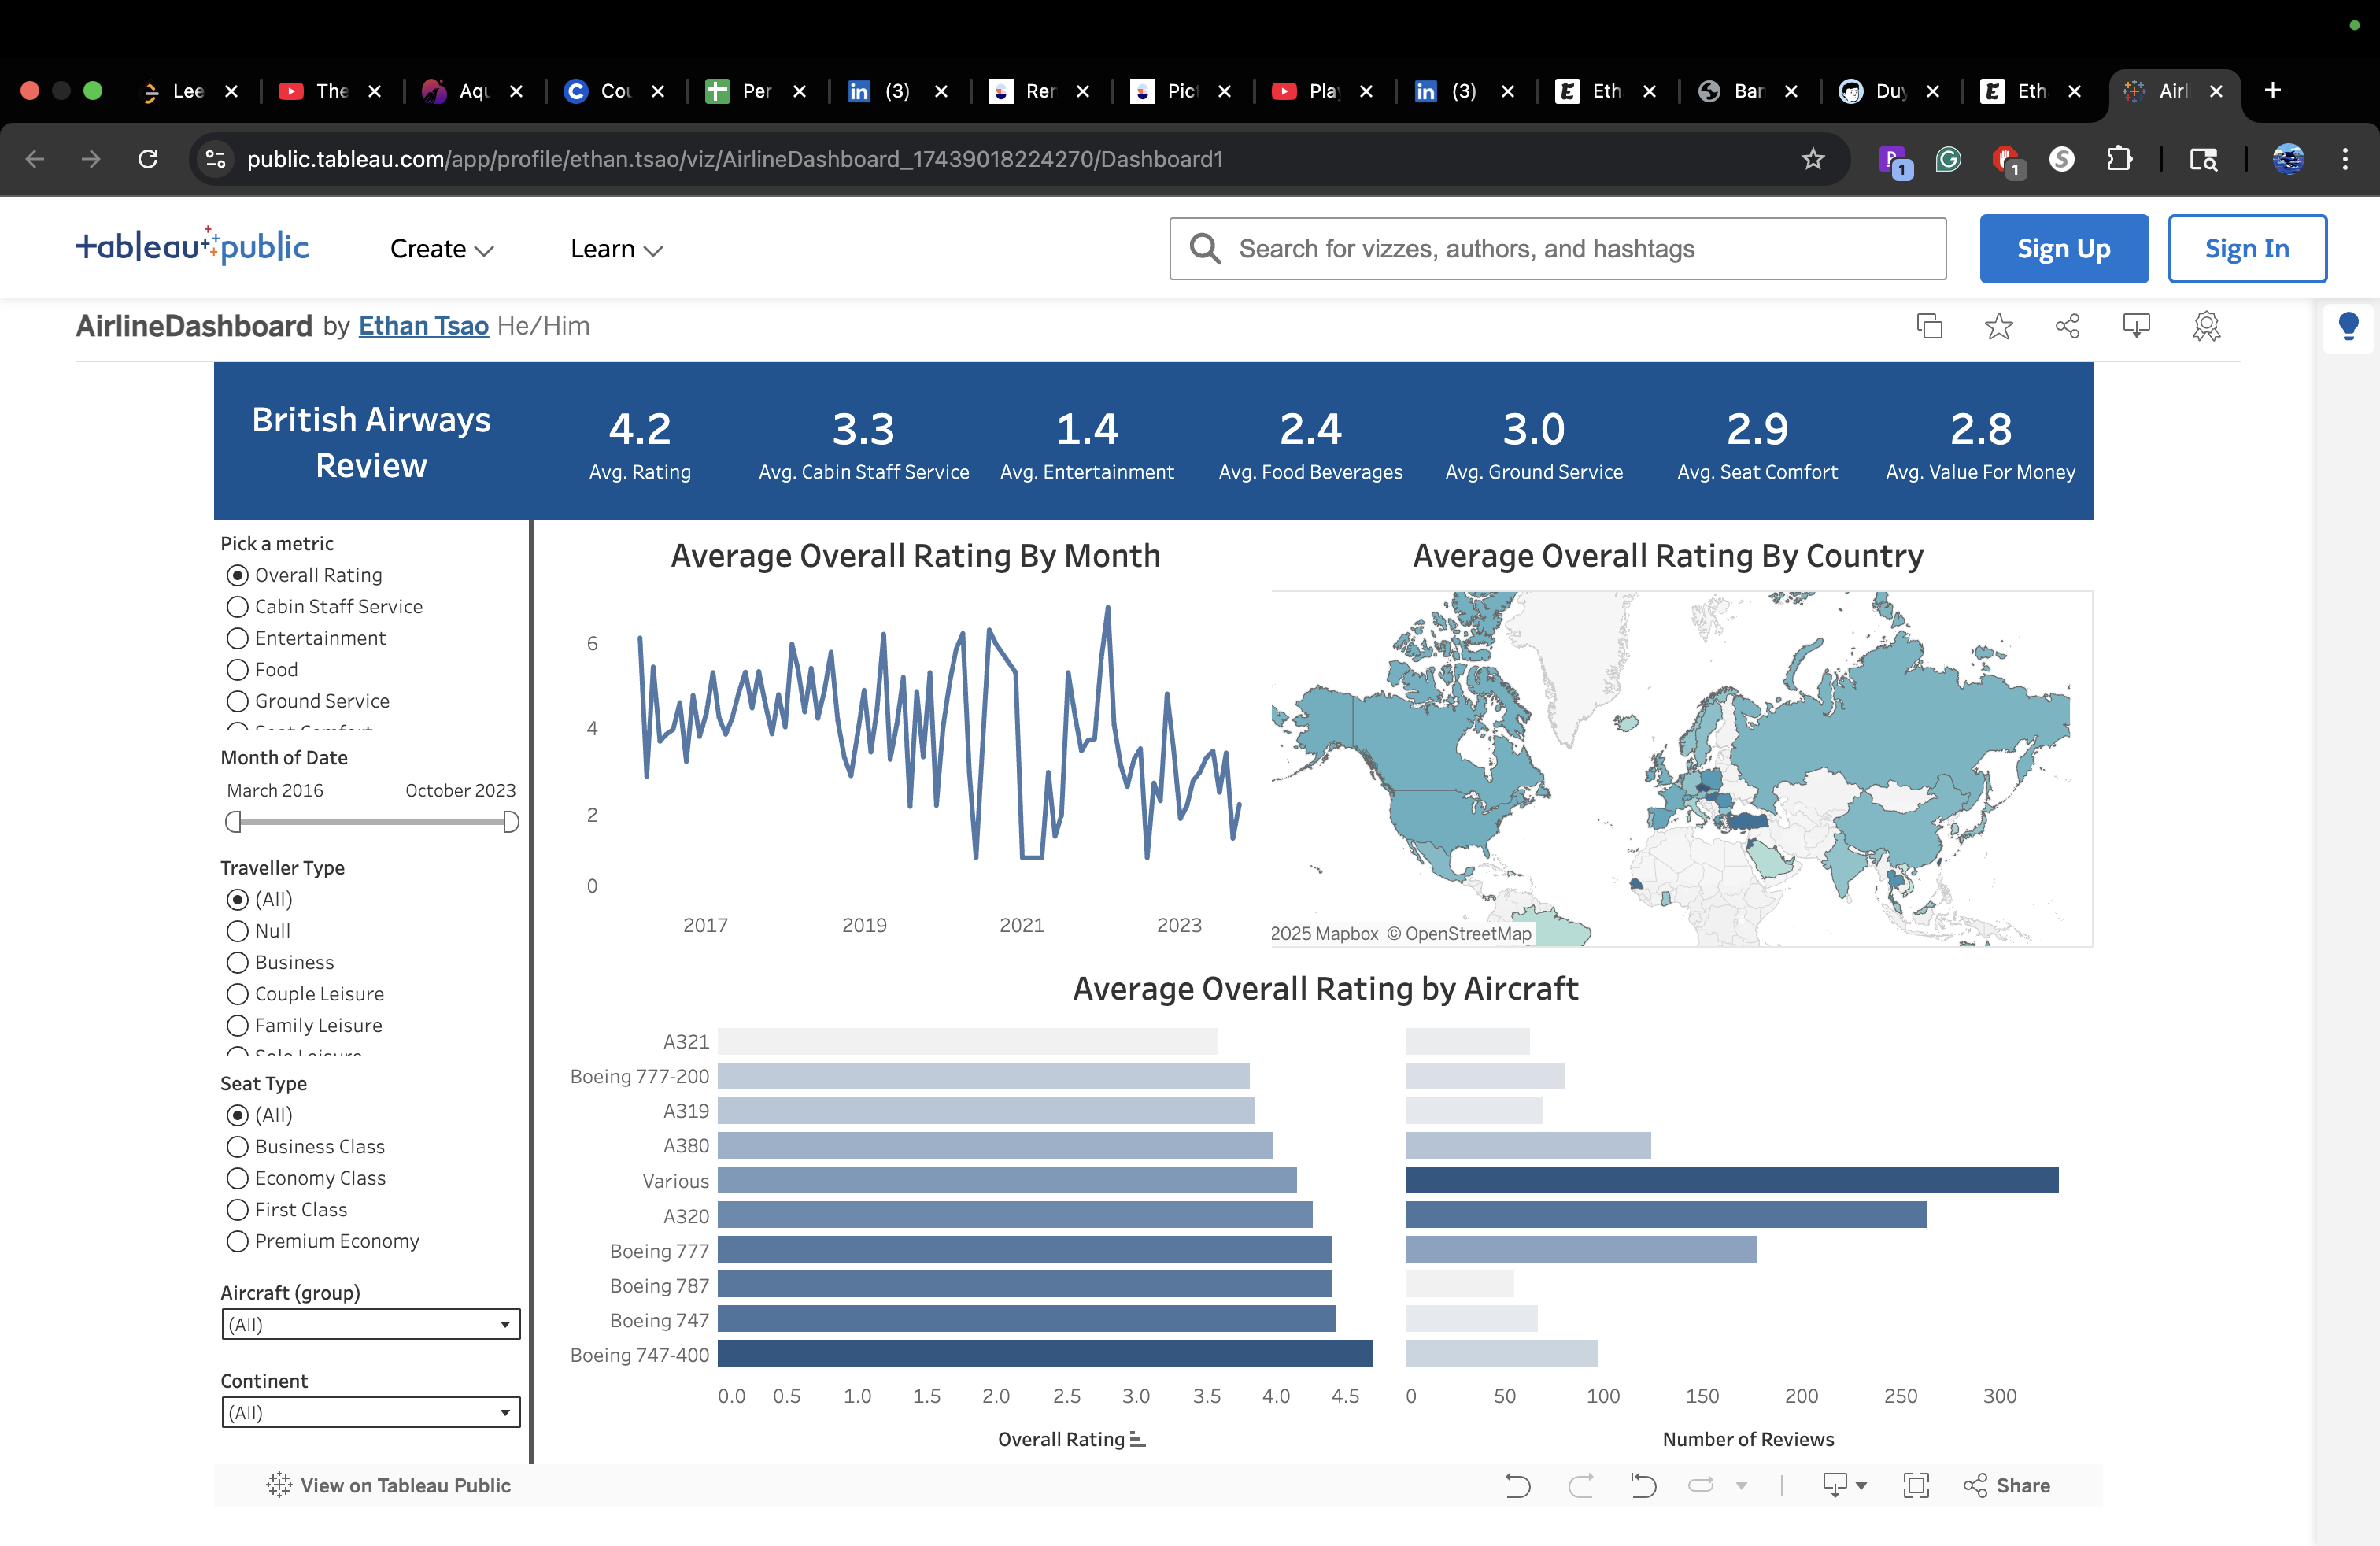 Lee
The
Aqu
Cou
Per
(3)
Rer
Pic
Pla
(3)
Eth
Bar
Duy
Eth
Airl
public.tableau.com/app/profile/ethan.tsao/viz/AirlineDashboard_17439018224270/Dashboard1
1
1
tableau public
Create
Learn
Search for vizzes, authors, and hashtags
Sign Up
Sign In
AirlineDashboard by Ethan Tsao He/Him
British Airways
Review
4.2
Avg. Rating
3.3
Avg. Cabin Staff Service
1.4
Avg. Entertainment
2.4
Avg. Food Beverages
3.0
Avg. Ground Service
2.9
Avg. Seat Comfort
2.8
Avg. Value For Money
Pick a metric
Overall Rating
Cabin Staff Service
Entertainment
Food
Ground Service
Seat Comfort
Month of Date
March 2016
October 2023
Traveller Type
(All)
Null
Business
Couple Leisure
Family Leisure
Solo Leisure
Seat Type
(All)
Business Class
Economy Class
First Class
Premium Economy
Aircraft (group)
(All)
Continent
(All)
Average Overall Rating By Month
6
4
2
0
2017
2019
2021
2023
Average Overall Rating By Country
2025 Mapbox © OpenStreetMap
Average Overall Rating by Aircraft
A321
Boeing 777-200
A319
A380
Various
A320
Boeing 777
Boeing 787
Boeing 747
Boeing 747-400
0.0 0.5 1.0 1.5 2.0 2.5 3.0 3.5 4.0 4.5
Overall Rating
0 50 100 150 200 250 300
Number of Reviews
View on Tableau Public
Share